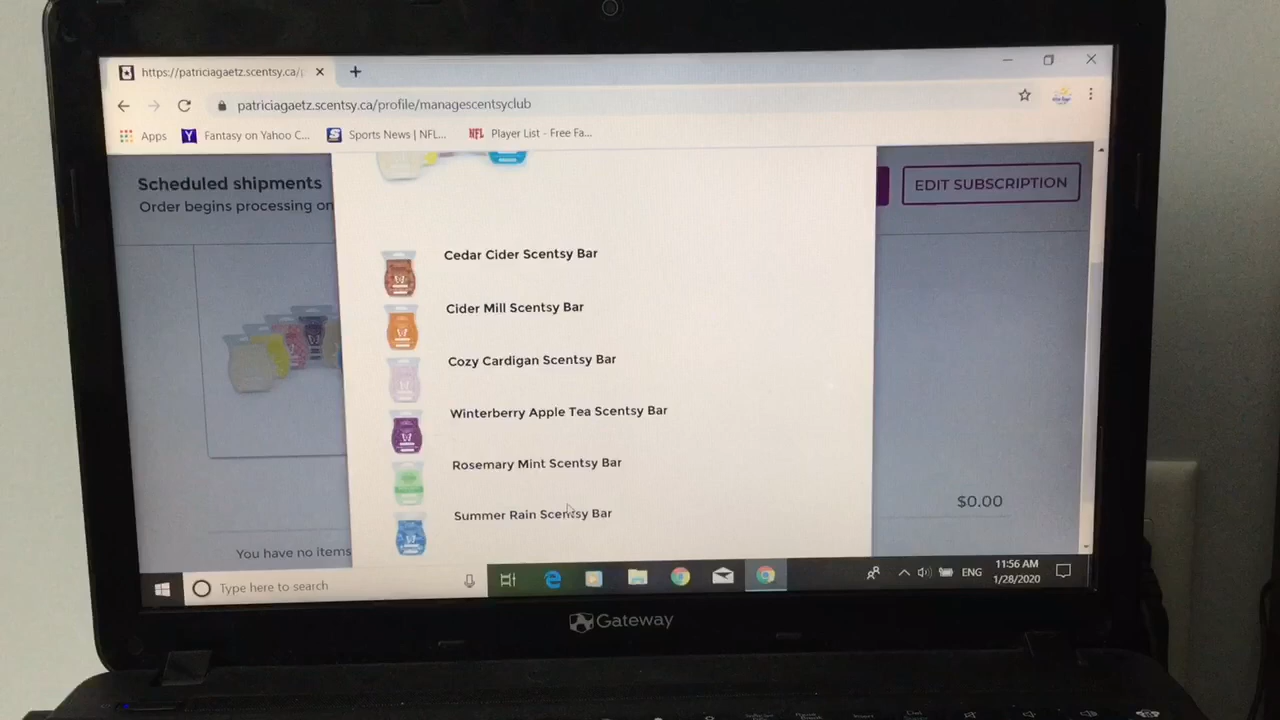 https://patriciagaetz.scentsy.ca/
patriciagaetz.scentsy.ca/profile/managescentsyclub
Apps Fantasy on Yahoo C... Sports News | NFL... NFL Player List - Free Fa...
Scheduled shipments
Order begins processing on
EDIT SUBSCRIPTION
Cedar Cider Scentsy Bar
Cider Mill Scentsy Bar
Cozy Cardigan Scentsy Bar
Winterberry Apple Tea Scentsy Bar
Rosemary Mint Scentsy Bar
Summer Rain Scentsy Bar
$0.00
You have no items
Type here to search
ENG
11:56 AM
1/28/2020
Gateway